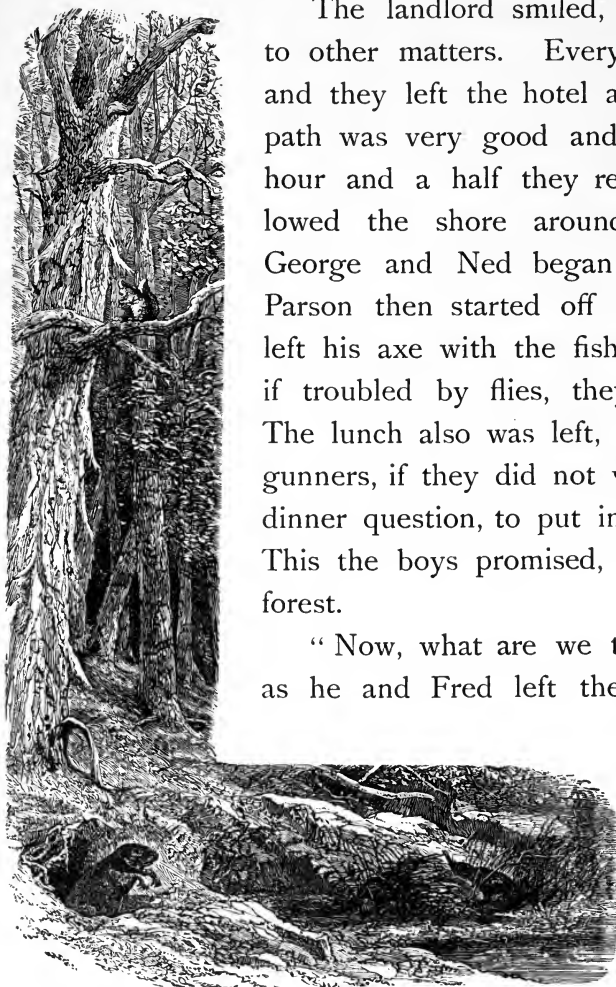 The landlord smiled,
to other matters. Every
and they left the hotel a
path was very good and
hour and a half they re
lowed the shore around
George and Ned began
Parson then started off
left his axe with the fish
if troubled by flies, they
The lunch also was left,
gunners, if they did not
dinner question, to put in
This the boys promised,
forest.
“ Now, what are we t
as he and Fred left the